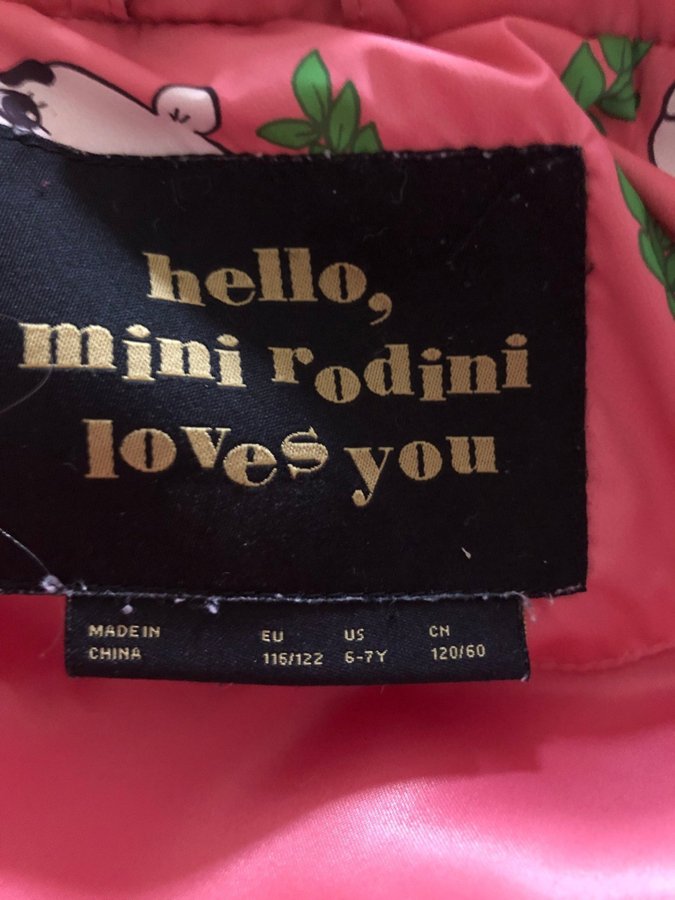 hello,
mini rodini
loves you
MADE IN CHINA
EU 116/122
US 6-7Y
CN 120/60